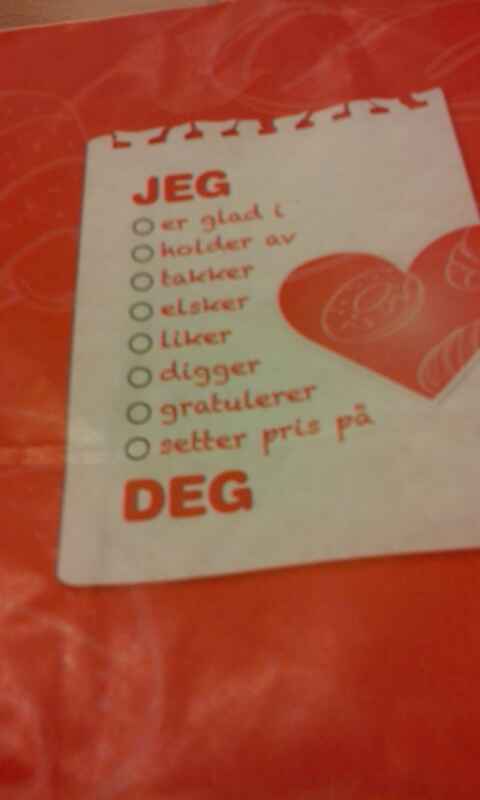 JEG
er glad i
holder av
takker
elsker
liker
digger
gratulerer
setter pris på
DEG